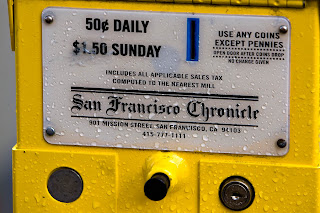 50¢ DAILY
$1.50 SUNDAY
USE ANY COINS
EXCEPT PENNIES
OPEN DOOR AFTER COINS DROP
NO CHANGE GIVEN
INCLUDES ALL APPLICABLE SALES TAX
COMPUTED TO THE NEAREST MILL
San Francisco Chronicle
901 MISSION STREET, SAN FRANCISCO, CA 94103
415-777-1111